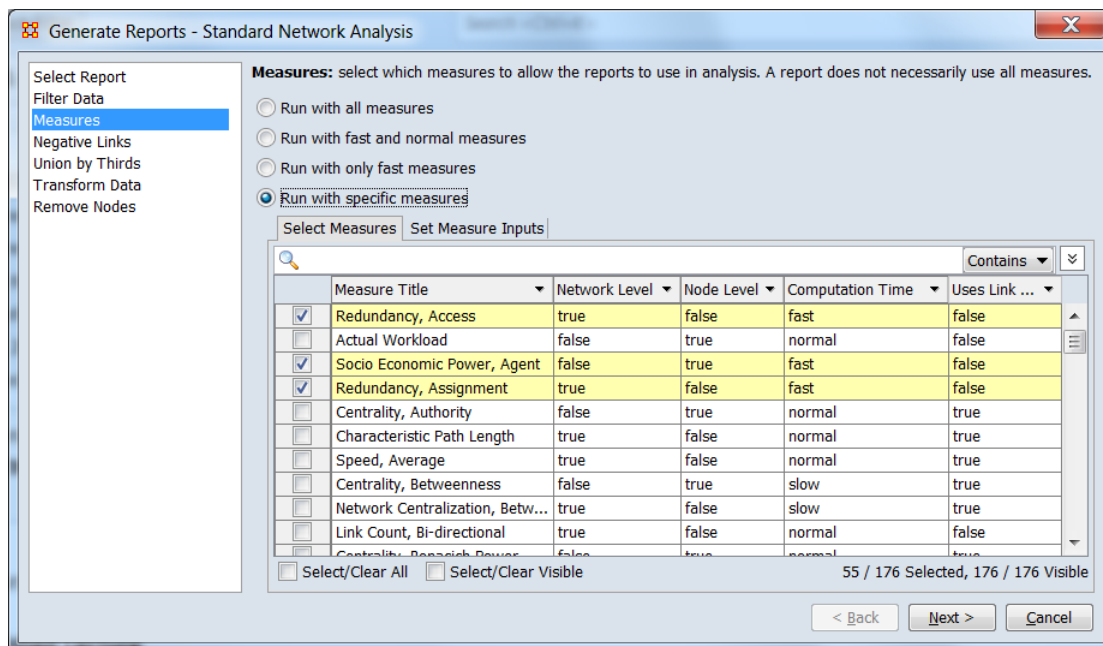 Generate Reports - Standard Network Analysis
Select Report
Filter Data
Measures
Negative Links
Union by Thirds
Transform Data
Remove Nodes
Measures: select which measures to allow the reports to use in analysis. A report does not necessarily use all measures.
Run with all measures
Run with fast and normal measures
Run with only fast measures
Run with specific measures
Select Measures Set Measure Inputs
Contains
Measure Title Network Level Node Level Computation Time Uses Link ...
Redundancy, Access true false fast false
Actual Workload false true normal false
Socio Economic Power, Agent false true fast false
Redundancy, Assignment true false fast false
Centrality, Authority false true normal true
Characteristic Path Length true false normal true
Speed, Average true false normal true
Centrality, Betweenness false true slow true
Network Centralization, Betw... true false slow true
Link Count, Bi-directional true false normal false
Centrality, Bonacich Power false true normal true
Select/Clear All Select/Clear Visible 55 / 176 Selected, 176 / 176 Visible
< Back Next > Cancel